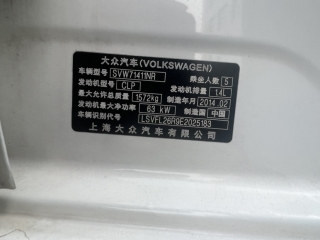 大众汽车(VOLKSWAGEN)
车辆型号 SVW71411NR 乘坐人数 5
发动机型号 CLP 发动机排量 1.4L
最大允许总质量 1572kg 制造年月 2014.02
发动机最大净功率 63 kW 制造国 中国
车辆识别代号 LSVFL26R9E2025183
上海大众汽车有限公司